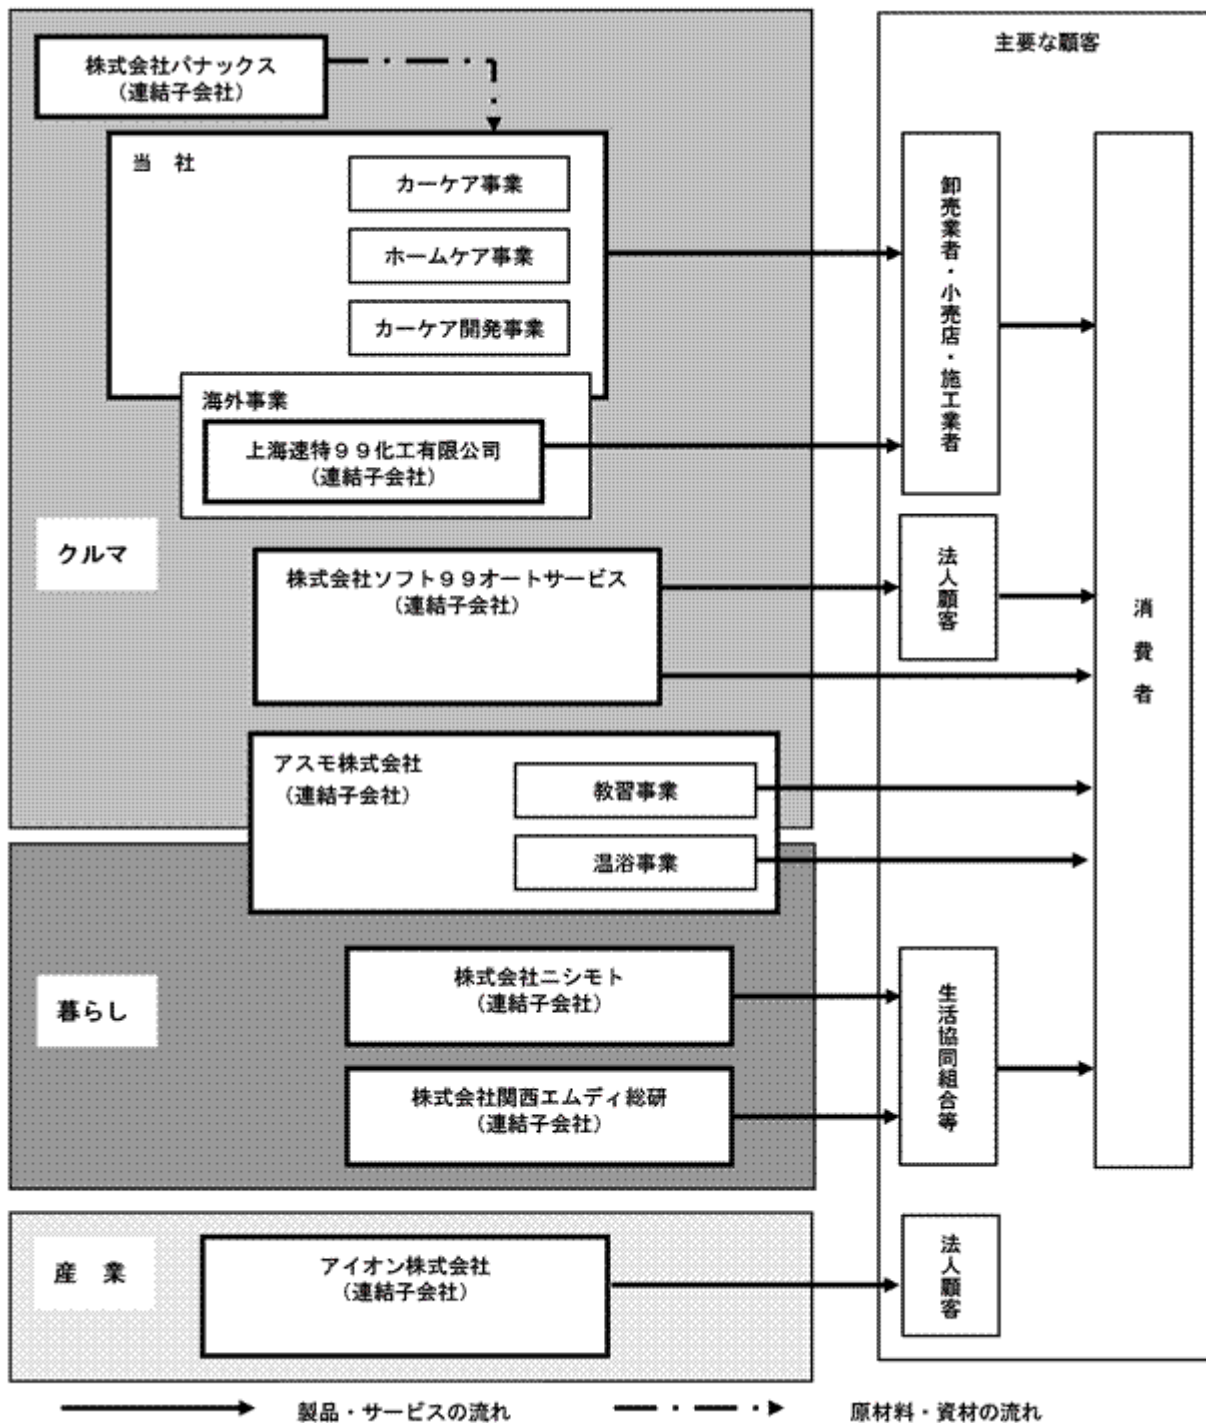 主要な顧客
株式会社パナックス
（連結子会社）
当　社
カーケア事業
ホームケア事業
カーケア開発事業
海外事業
上海速特９９化工有限公司
（連結子会社）
卸売業者・小売店・施工業者
クルマ
株式会社ソフト９９オートサービス
（連結子会社）
法人顧客
消費者
アスモ株式会社
（連結子会社）
教習事業
温浴事業
暮らし
株式会社ニシモト
（連結子会社）
株式会社関西エムディ総研
（連結子会社）
生活協同組合等
産　業
アイオン株式会社
（連結子会社）
法人顧客
製品・サービスの流れ
原材料・資材の流れ